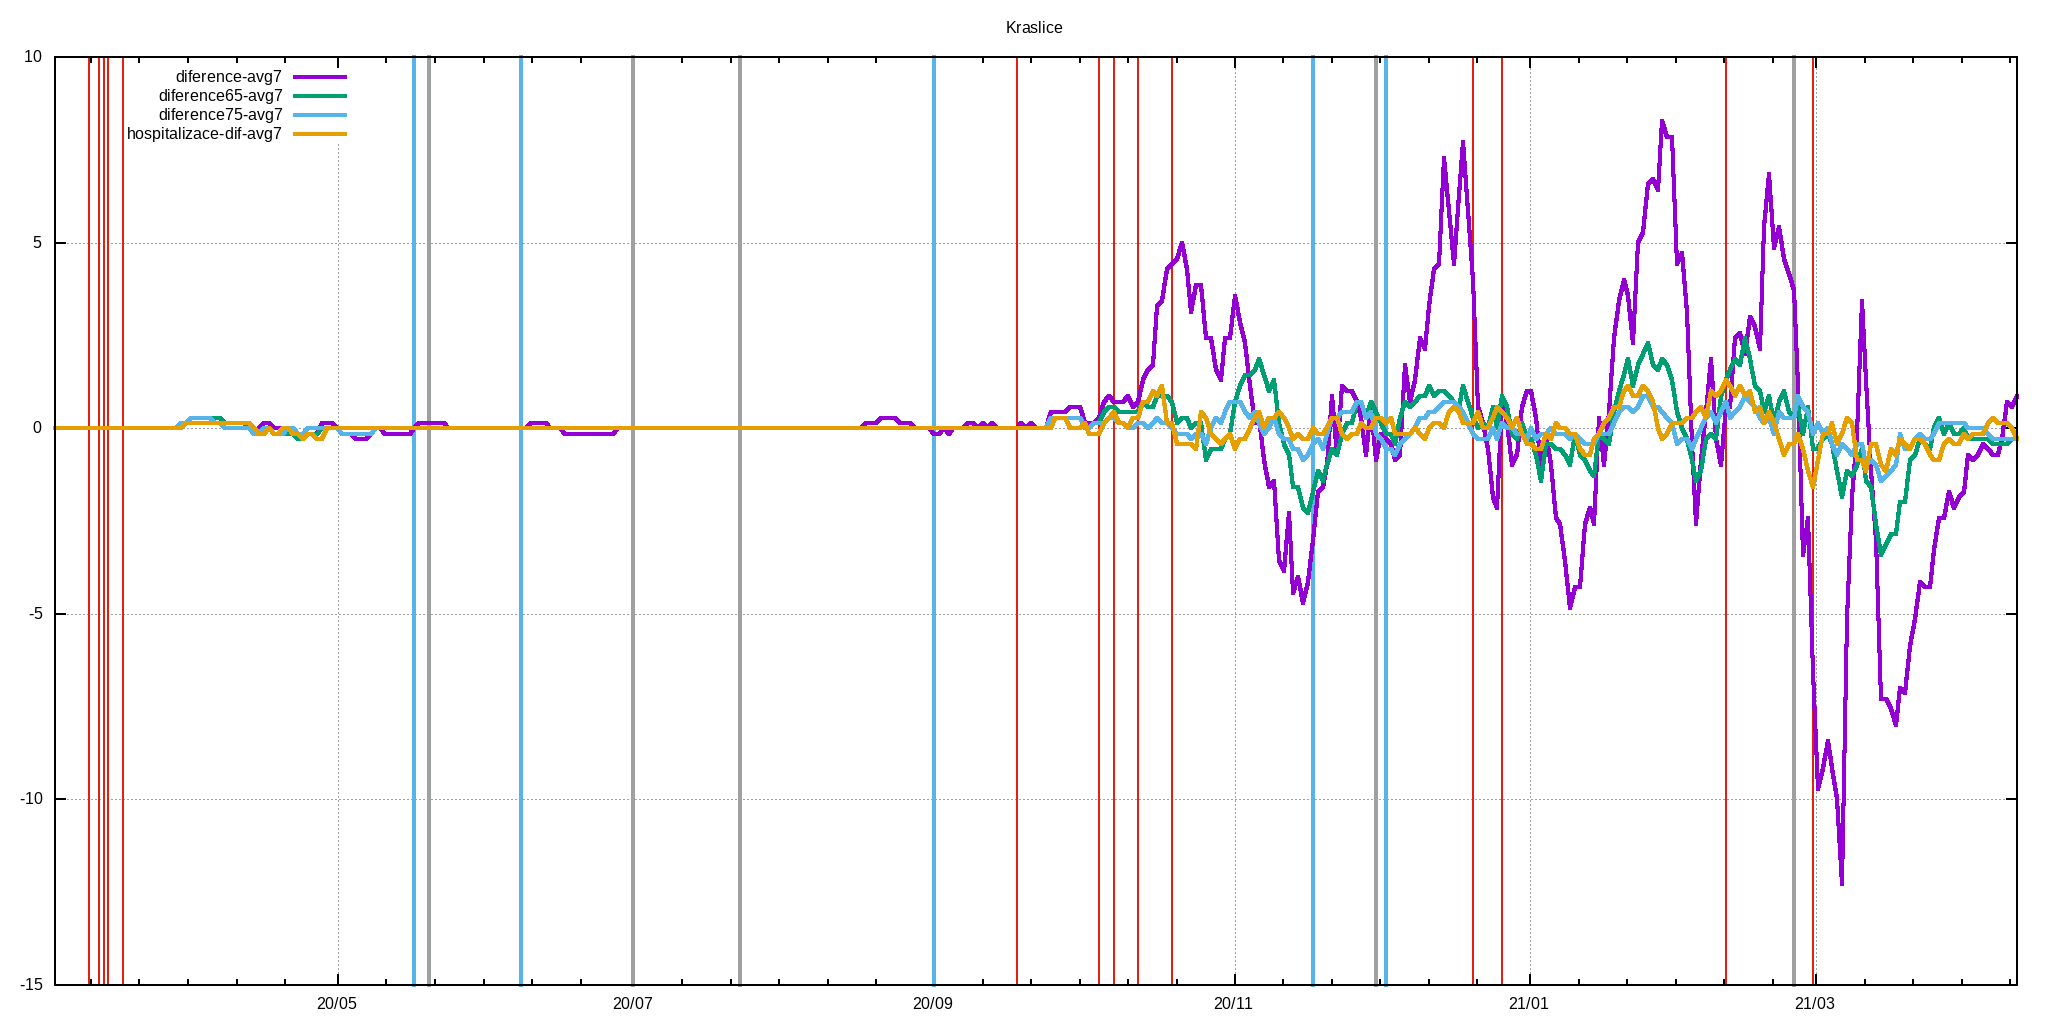 Kraslice
10
diference-avg7
diference65-avg7
diference75-avg7
hospitalizace-dif-avg7
5
0
-5
-10
-15
20/05 20/07 20/09 20/11 21/01 21/03